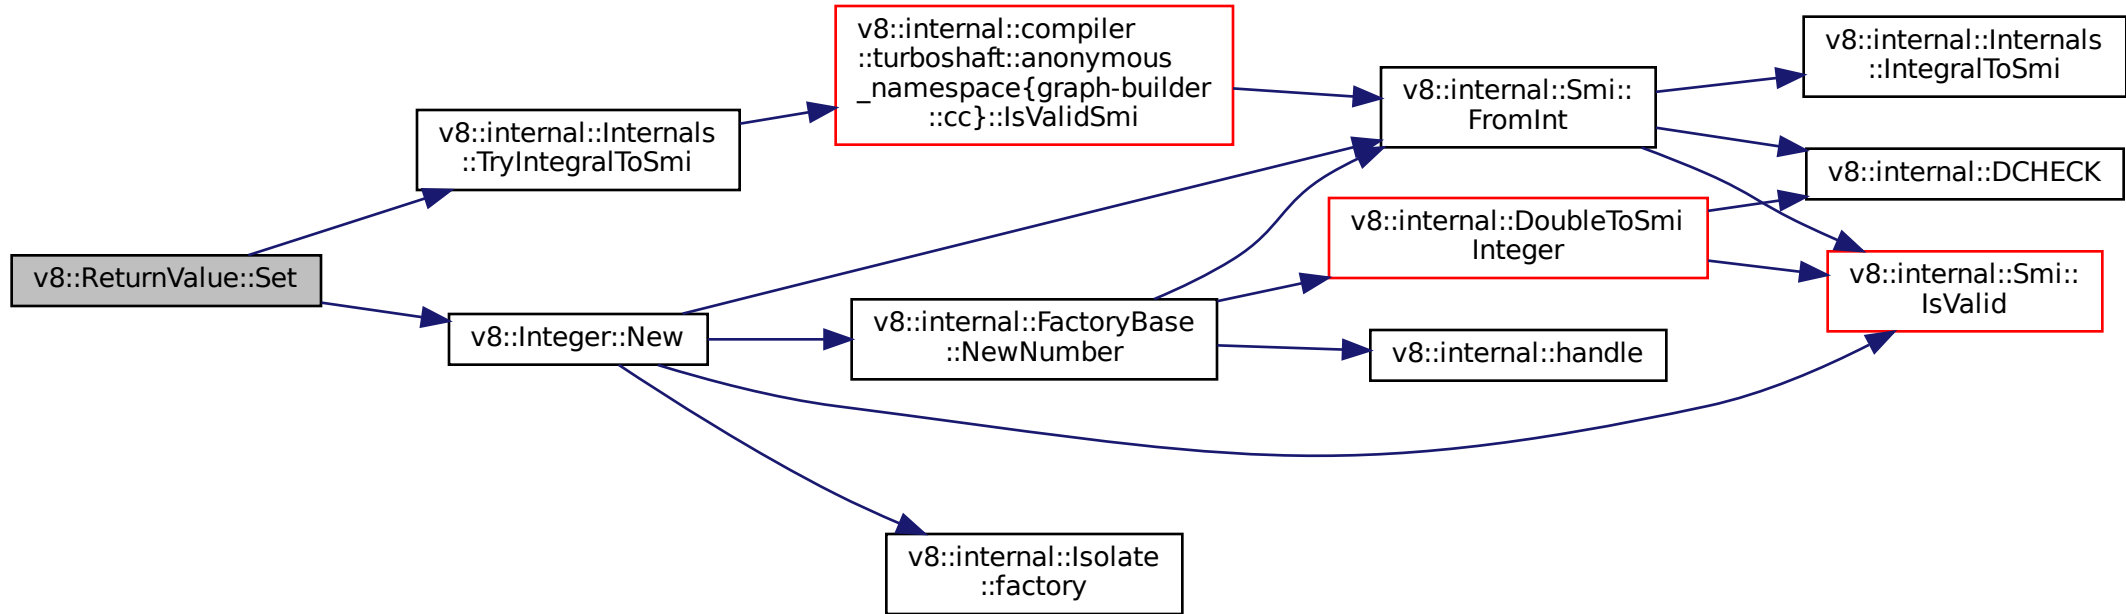 v8::ReturnValue::Set
v8::internal::Internals
::TryIntegralToSmi
v8::Integer::New
v8::internal::compiler
::turboshaft::anonymous
_namespace{graph-builder
::cc}::IsValidSmi
v8::internal::FactoryBase
::NewNumber
v8::internal::Isolate
::factory
v8::internal::Smi::
FromInt
v8::internal::DoubleToSmi
Integer
v8::internal::handle
v8::internal::Internals
::IntegralToSmi
v8::internal::DCHECK
v8::internal::Smi::
IsValid